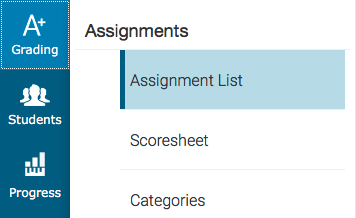 A+
Grading
Students
Progress
Assignments
Assignment List
Scoresheet
Categories